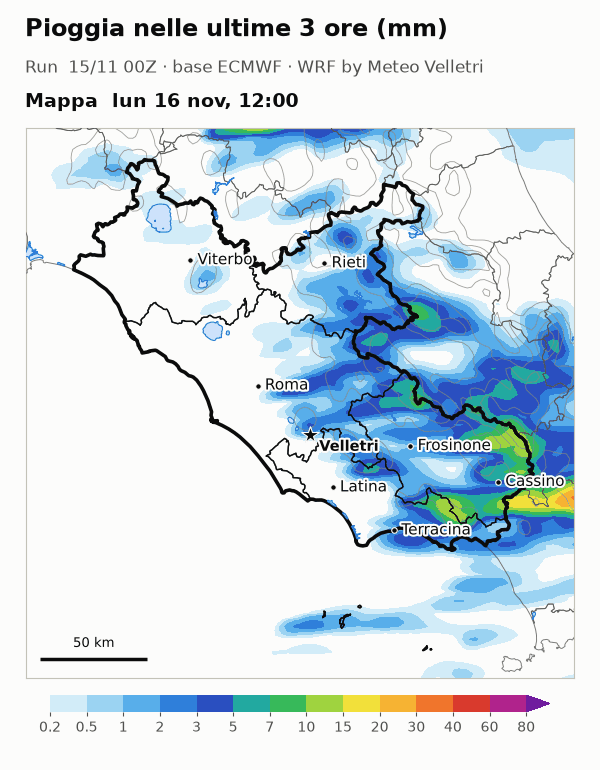 Pioggia nelle ultime 3 ore (mm)
Run 15/11 00Z · base ECMWF · WRF by Meteo Velletri
Mappa lun 16 nov, 12:00
Viterbo
Rieti
Roma
Velletri
Frosinone
Cassino
Latina
Terracina
50 km
0.2 0.5 1 2 3 5 7 10 15 20 30 40 60 80